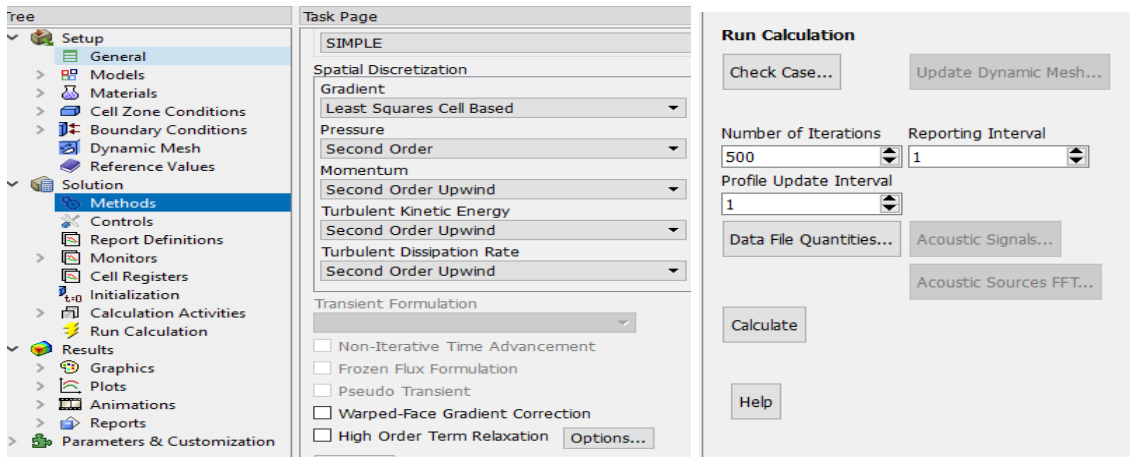 Tree
Setup
General
Models
Materials
Cell Zone Conditions
Boundary Conditions
Dynamic Mesh
Reference Values
Solution
Methods
Controls
Report Definitions
Monitors
Cell Registers
t=0 Initialization
Calculation Activities
Run Calculation
Results
Graphics
Plots
Animations
Reports
Parameters & Customization
Task Page
SIMPLE
Spatial Discretization
Gradient
Least Squares Cell Based
Pressure
Second Order
Momentum
Second Order Upwind
Turbulent Kinetic Energy
Second Order Upwind
Turbulent Dissipation Rate
Second Order Upwind
Transient Formulation
Non-Iterative Time Advancement
Frozen Flux Formulation
Pseudo Transient
Warped-Face Gradient Correction
High Order Term Relaxation Options...
Run Calculation
Check Case... Update Dynamic Mesh...
Number of Iterations Reporting Interval
500 1
Profile Update Interval
1
Data File Quantities... Acoustic Signals...
Acoustic Sources FFT...
Calculate
Help